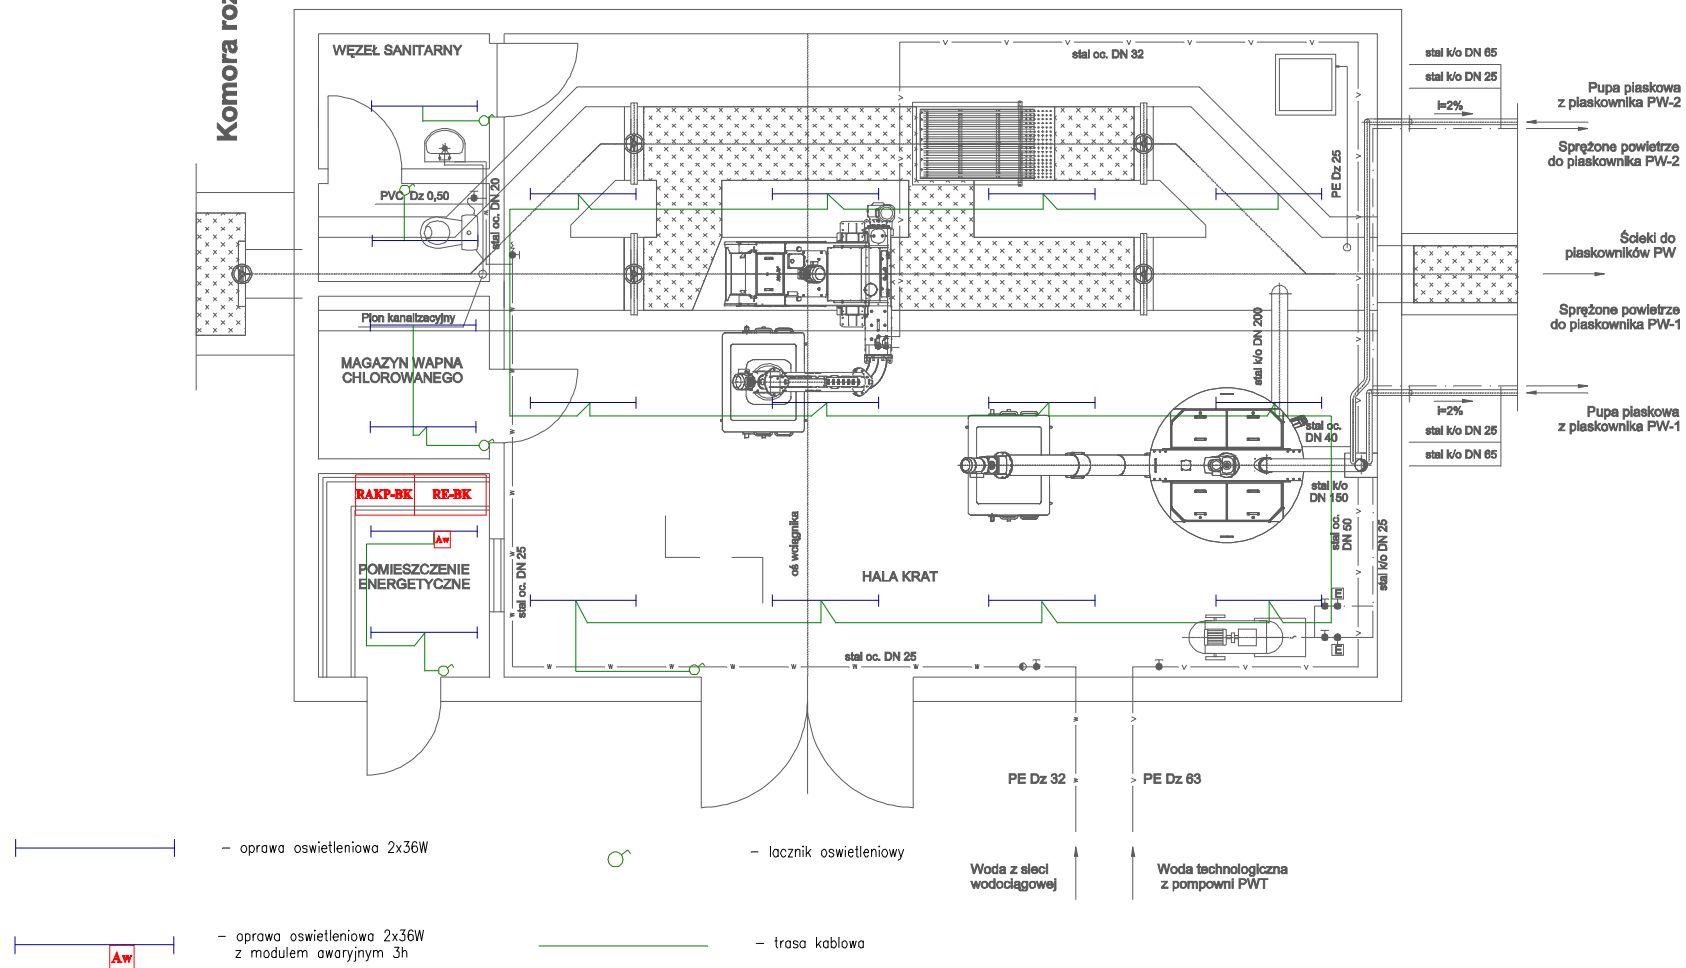 Komora roz
WĘZEŁ SANITARNY
stal oc. DN 32
stal k/o DN 65
stal k/o DN 25
i=2%
Pupa piaskowa
z piaskownika PW-2
Sprężone powietrze
do piaskownika PW-2
PE Dz 25
PVC Dz 0,50
stal oc. DN 20
Ścieki do
piaskowników PW
Sprężone powietrze
do piaskownika PW-1
Pion kanalizacyjny
stal k/o DN 200
MAGAZYN WAPNA
CHLOROWANEGO
i=2%
Pupa piaskowa
z piaskownika PW-1
stal k/o DN 25
stal k/o DN 65
stal oc.
DN 40
stal k/o
DN 150
RAKP-BK
RE-BK
Aw
POMIESZCZENIE
ENERGETYCZNE
stal oc. DN 25
oś wciągnika
HALA KRAT
stal oc.
DN 50
stal k/o DN 25
E
E
stal oc. DN 25
PE Dz 32
PE Dz 63
Woda z sieci
wodociągowej
Woda technologiczna
z pompowni PWT
- oprawa oswietleniowa 2x36W
- lacznik oswietleniowy
Aw
- oprawa oswietleniowa 2x36W
z modulem awaryjnym 3h
- trasa kablowa